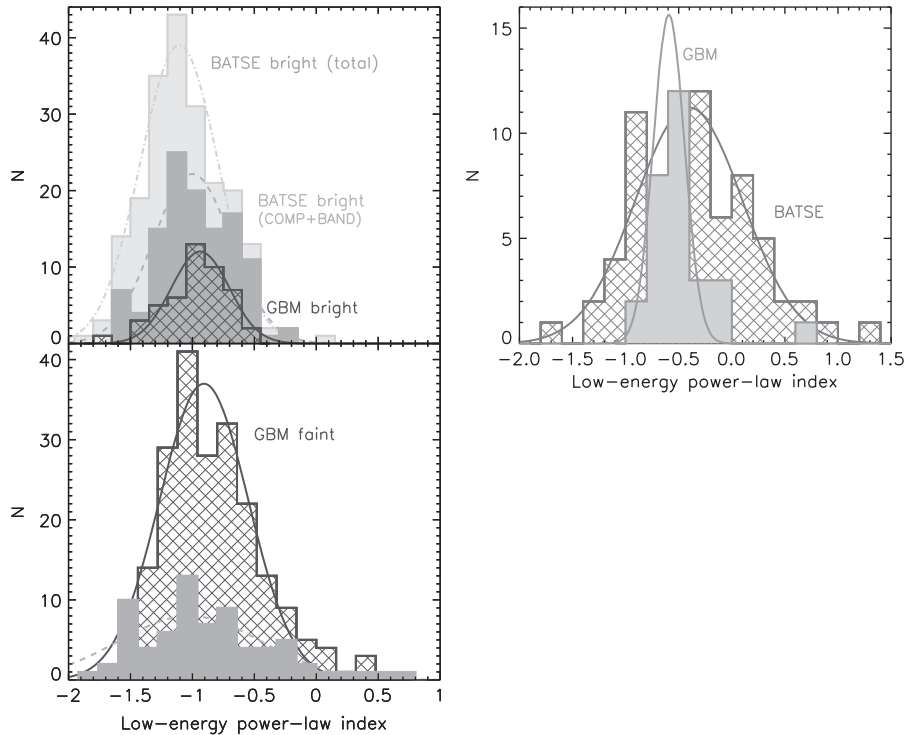 40
30
20
10
0
N
BATSE bright (total)
BATSE bright
(COMP+BAND)
GBM bright
40
30
20
10
0
N
GBM faint
−2 −1.5 −1 −0.5 0 0.5 1
Low−energy power−law index
15
10
5
0
N
GBM
BATSE
−2.0 −1.5 −1.0 −0.5 0.0 0.5 1.0 1.5
Low−energy power−law index